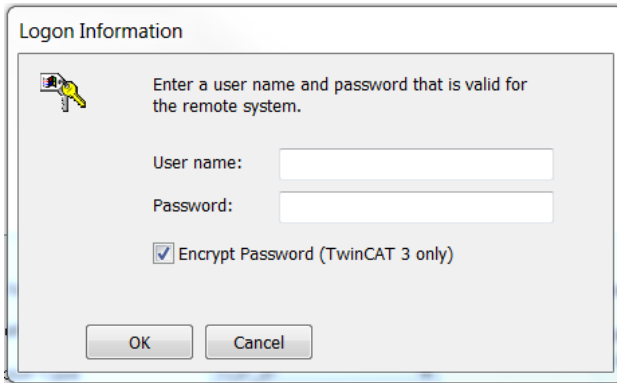 Logon Information
Enter a user name and password that is valid for
the remote system.
User name:
Password:
Encrypt Password (TwinCAT 3 only)
OK Cancel